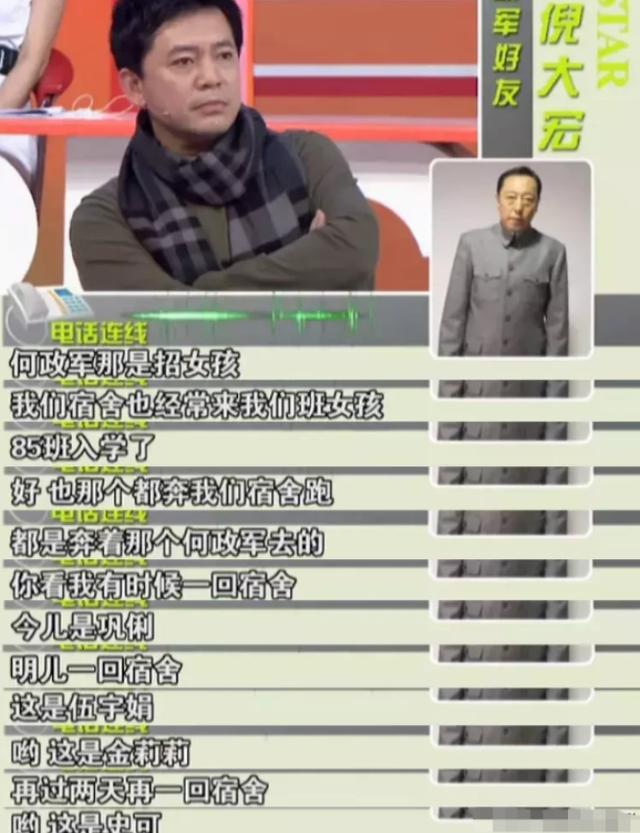 STAR
倪大宏
军好友
电话连线
何政军那是招女孩
我们宿舍也经常来我们班女孩
85班入学了
好 也那个都奔我们宿舍跑
电话连线
都是奔着那个何政军去的
你看我有时候一回宿舍
今儿是巩俐
明儿一回宿舍
这是伍宇娟
哟 这是金莉莉
再过两天再一回宿舍
哟 这是史可